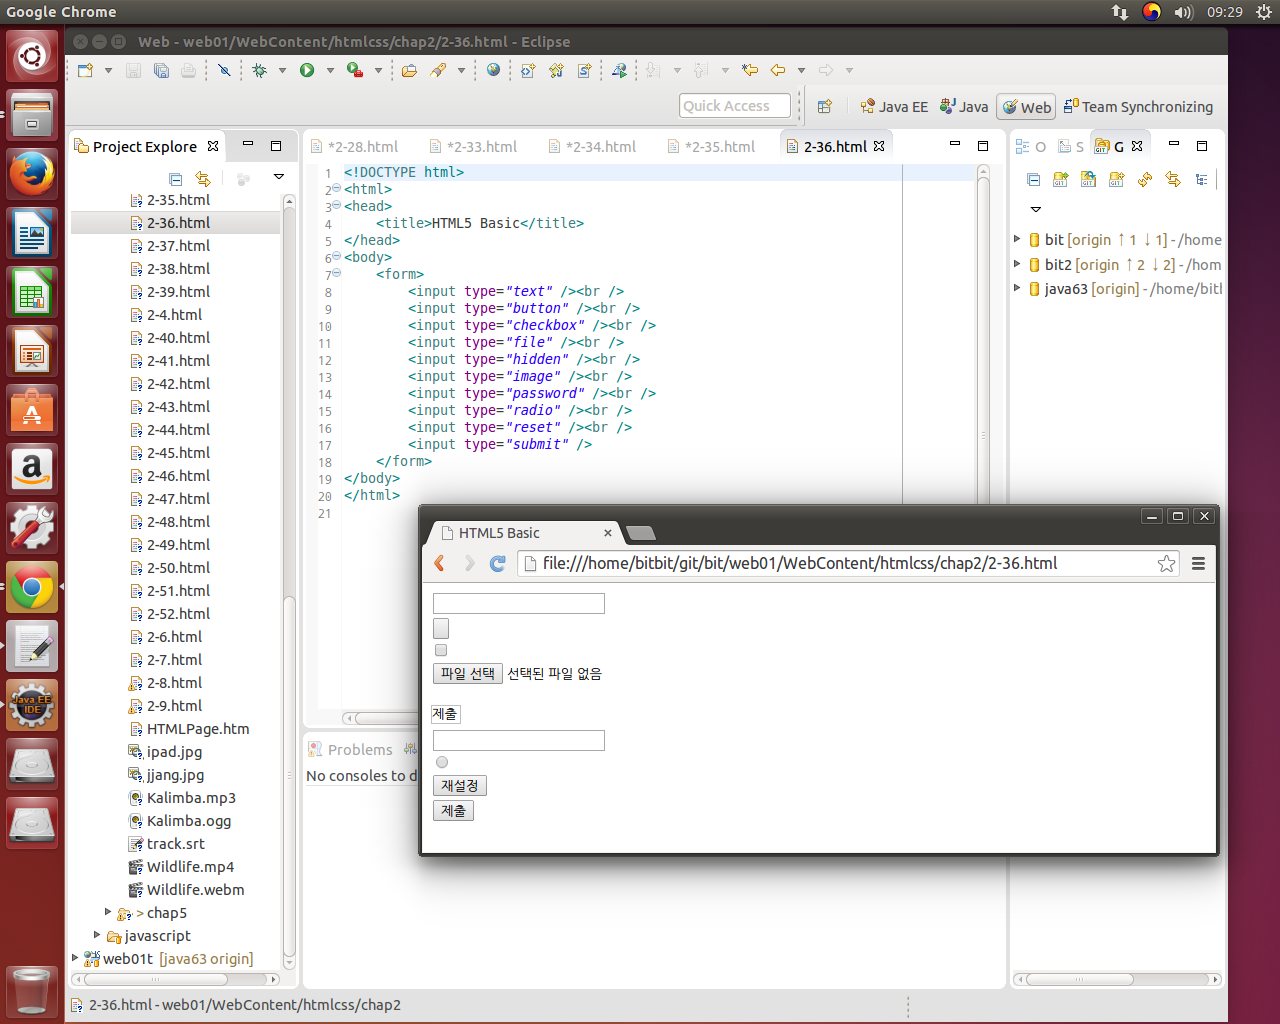 Google Chrome
09:29
Web - web01/WebContent/htmlcss/chap2/2-36.html - Eclipse
Quick Access
Java EE
Java
Web
Team Synchronizing
Project Explore
2-35.html
2-36.html
2-37.html
2-38.html
2-39.html
2-4.html
2-40.html
2-41.html
2-42.html
2-43.html
2-44.html
2-45.html
2-46.html
2-47.html
2-48.html
2-49.html
2-50.html
2-51.html
2-52.html
2-6.html
2-7.html
2-8.html
2-9.html
HTMLPage.htm
ipad.jpg
jjang.jpg
Kalimba.mp3
Kalimba.ogg
track.srt
Wildlife.mp4
Wildlife.webm
> chap5
javascript
web01t [java63 origin]
*2-28.html
*2-33.html
*2-34.html
*2-35.html
2-36.html
1 <!DOCTYPE html>
2 <html>
3 <head>
4 <title>HTML5 Basic</title>
5 </head>
6 <body>
7 <form>
8 <input type="text" /><br />
9 <input type="button" /><br />
10 <input type="checkbox" /><br />
11 <input type="file" /><br />
12 <input type="hidden" /><br />
13 <input type="image" /><br />
14 <input type="password" /><br />
15 <input type="radio" /><br />
16 <input type="reset" /><br />
17 <input type="submit" />
18 </form>
19 </body>
20 </html>
21
O
S
G
GIT
GIT
GIT
bit [origin ↑1 ↓1] - /home
bit2 [origin ↑2 ↓2] - /hom
java63 [origin] - /home/bitb
Problems
No consoles to d
HTML5 Basic
file:///home/bitbit/git/bit/web01/WebContent/htmlcss/chap2/2-36.html
파일 선택 선택된 파일 없음
제출
재설정
제출
Java EE
IDE
2-36.html - web01/WebContent/htmlcss/chap2